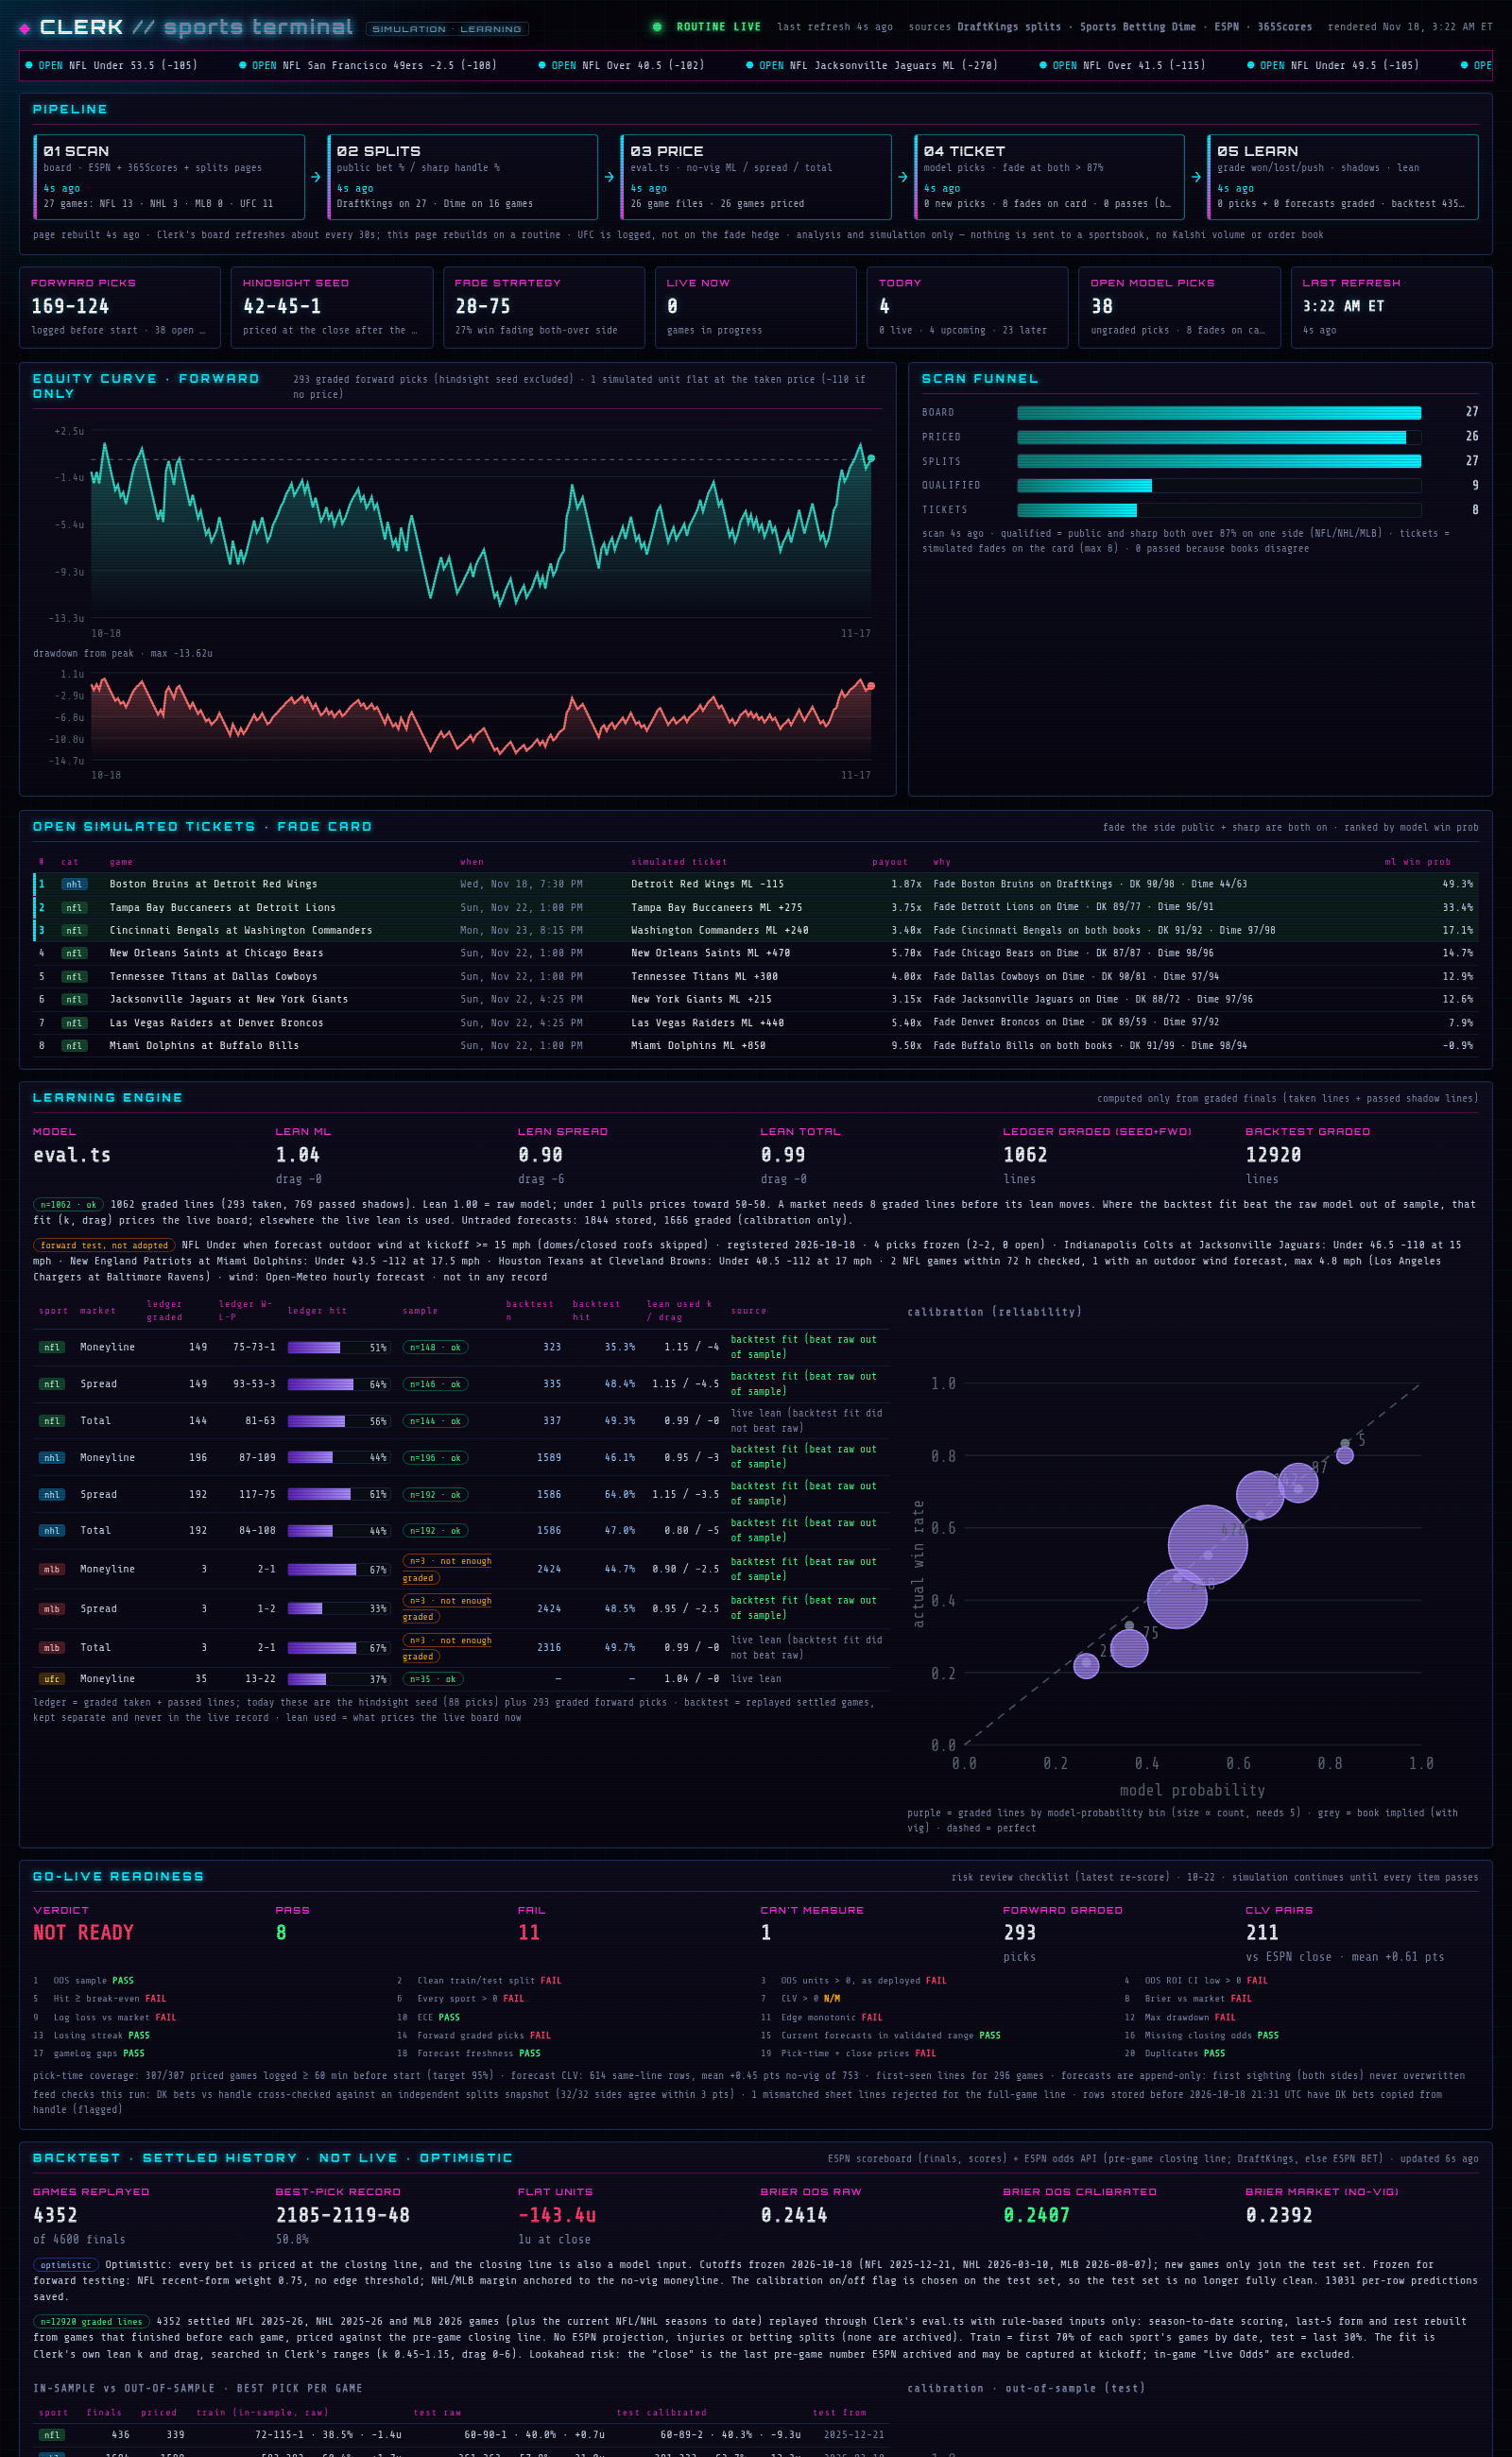 ◆ CLERK // sports terminal SIMULATION · LEARNING
ROUTINE LIVE last refresh 4s ago sources DraftKings splits · Sports Betting Dime · ESPN · 365Scores rendered Nov 18, 3:22 AM ET
OPEN NFL Under 53.5 (-105) OPEN NFL San Francisco 49ers -2.5 (-108) OPEN NFL Over 40.5 (-102) OPEN NFL Jacksonville Jaguars ML (-270) OPEN NFL Over 41.5 (-115) OPEN NFL Under 49.5 (-105) OPE
PIPELINE
01 SCAN
board · ESPN + 365Scores + splits pages
4s ago
27 games: NFL 13 · NHL 3 · MLB 0 · UFC 11
→
02 SPLITS
public bet % / sharp handle %
4s ago
DraftKings on 27 · Dime on 16 games
→
03 PRICE
eval.ts · no-vig ML / spread / total
4s ago
26 game files · 26 games priced
→
04 TICKET
model picks · fade at both > 87%
4s ago
0 new picks · 8 fades on card · 0 passes (b…
→
05 LEARN
grade won/lost/push · shadows · lean
4s ago
0 picks + 0 forecasts graded · backtest 435…
page rebuilt 4s ago · Clerk's board refreshes about every 30s; this page rebuilds on a routine · UFC is logged, not on the fade hedge · analysis and simulation only — nothing is sent to a sportsbook, no Kalshi volume or order book
FORWARD PICKS
169-124
logged before start · 38 open …
HINDSIGHT SEED
42-45-1
priced at the close after the …
FADE STRATEGY
28-75
27% win fading both-over side
LIVE NOW
0
games in progress
TODAY
4
0 live · 4 upcoming · 23 later
OPEN MODEL PICKS
38
ungraded picks · 8 fades on ca…
LAST REFRESH
3:22 AM ET
4s ago
EQUITY CURVE · FORWARD ONLY
293 graded forward picks (hindsight seed excluded) · 1 simulated unit flat at the taken price (-110 if no price)
+2.5u
-1.4u
-5.4u
-9.3u
-13.3u
10-18 11-17
drawdown from peak · max -13.62u
1.1u
-2.9u
-6.8u
-10.8u
-14.7u
10-18 11-17
SCAN FUNNEL
BOARD 27
PRICED 26
SPLITS 27
QUALIFIED 9
TICKETS 8
scan 4s ago · qualified = public and sharp both over 87% on one side (NFL/NHL/MLB) · tickets =
simulated fades on the card (max 8) · 0 passed because books disagree
OPEN SIMULATED TICKETS · FADE CARD fade the side public + sharp are both on · ranked by model win prob
# cat game when simulated ticket payout why ml win prob
1 nhl Boston Bruins at Detroit Red Wings Wed, Nov 18, 7:30 PM Detroit Red Wings ML -115 1.87x Fade Boston Bruins on DraftKings · DK 90/98 · Dime 44/63 49.3%
2 nfl Tampa Bay Buccaneers at Detroit Lions Sun, Nov 22, 1:00 PM Tampa Bay Buccaneers ML +275 3.75x Fade Detroit Lions on Dime · DK 89/77 · Dime 96/91 33.4%
3 nfl Cincinnati Bengals at Washington Commanders Mon, Nov 23, 8:15 PM Washington Commanders ML +240 3.40x Fade Cincinnati Bengals on both books · DK 91/92 · Dime 97/98 17.1%
4 nfl New Orleans Saints at Chicago Bears Sun, Nov 22, 1:00 PM New Orleans Saints ML +470 5.70x Fade Chicago Bears on Dime · DK 87/87 · Dime 98/96 14.7%
5 nfl Tennessee Titans at Dallas Cowboys Sun, Nov 22, 1:00 PM Tennessee Titans ML +300 4.00x Fade Dallas Cowboys on Dime · DK 90/81 · Dime 97/94 12.9%
6 nfl Jacksonville Jaguars at New York Giants Sun, Nov 22, 4:25 PM New York Giants ML +215 3.15x Fade Jacksonville Jaguars on Dime · DK 88/72 · Dime 97/96 12.6%
7 nfl Las Vegas Raiders at Denver Broncos Sun, Nov 22, 4:25 PM Las Vegas Raiders ML +440 5.40x Fade Denver Broncos on Dime · DK 89/59 · Dime 97/92 7.9%
8 nfl Miami Dolphins at Buffalo Bills Sun, Nov 22, 1:00 PM Miami Dolphins ML +850 9.50x Fade Buffalo Bills on both books · DK 91/99 · Dime 98/94 -0.9%
LEARNING ENGINE computed only from graded finals (taken lines + passed shadow lines)
MODEL
eval.ts
LEAN ML
1.04
drag -0
LEAN SPREAD
0.90
drag -6
LEAN TOTAL
0.99
drag -0
LEDGER GRADED (SEED+FWD)
1062
lines
BACKTEST GRADED
12920
lines
n=1062 · ok 1062 graded lines (293 taken, 769 passed shadows). Lean 1.00 = raw model; under 1 pulls prices toward 50-50. A market needs 8 graded lines before its lean moves. Where the backtest fit beat the raw model out of sample, that
fit (k, drag) prices the live board; elsewhere the live lean is used. Untraded forecasts: 1844 stored, 1666 graded (calibration only).
forward test, not adopted NFL Under when forecast outdoor wind at kickoff >= 15 mph (domes/closed roofs skipped) · registered 2026-10-18 · 4 picks frozen (2-2, 0 open) · Indianapolis Colts at Jacksonville Jaguars: Under 46.5 -110 at 15
mph · New England Patriots at Miami Dolphins: Under 43.5 -112 at 17.5 mph · Houston Texans at Cleveland Browns: Under 40.5 -112 at 17 mph · 2 NFL games within 72 h checked, 1 with an outdoor wind forecast, max 4.8 mph (Los Angeles
Chargers at Baltimore Ravens) · wind: Open-Meteo hourly forecast · not in any record
sport market ledger graded ledger W-L-P ledger hit sample backtest n backtest hit lean used k / drag source
nfl Moneyline 149 75-73-1 51% n=148 · ok 323 35.3% 1.15 / -4 backtest fit (beat raw out of sample)
nfl Spread 149 93-53-3 64% n=146 · ok 335 48.4% 1.15 / -4.5 backtest fit (beat raw out of sample)
nfl Total 144 81-63 56% n=144 · ok 337 49.3% 0.99 / -0 live lean (backtest fit did not beat raw)
nhl Moneyline 196 87-109 44% n=196 · ok 1589 46.1% 0.95 / -3 backtest fit (beat raw out of sample)
nhl Spread 192 117-75 61% n=192 · ok 1586 64.0% 1.15 / -3.5 backtest fit (beat raw out of sample)
nhl Total 192 84-108 44% n=192 · ok 1586 47.0% 0.80 / -5 backtest fit (beat raw out of sample)
mlb Moneyline 3 2-1 67% n=3 · not enough graded 2424 44.7% 0.90 / -2.5 backtest fit (beat raw out of sample)
mlb Spread 3 1-2 33% n=3 · not enough graded 2424 48.5% 0.95 / -2.5 backtest fit (beat raw out of sample)
mlb Total 3 2-1 67% n=3 · not enough graded 2316 49.7% 0.99 / -0 live lean (backtest fit did not beat raw)
ufc Moneyline 35 13-22 37% n=35 · ok — — 1.04 / -0 live lean
ledger = graded taken + passed lines; today these are the hindsight seed (88 picks) plus 293 graded forward picks · backtest = replayed settled games,
kept separate and never in the live record · lean used = what prices the live board now
calibration (reliability)
1.0
0.8
0.6
0.4
0.2
0.0
actual win rate
5
87
75
0.0 0.2 0.4 0.6 0.8 1.0
model probability
purple = graded lines by model-probability bin (size ∝ count, needs 5) · grey = book implied (with
vig) · dashed = perfect
GO-LIVE READINESS risk review checklist (latest re-score) · 10-22 · simulation continues until every item passes
VERDICT
NOT READY
PASS
8
FAIL
11
CAN'T MEASURE
1
FORWARD GRADED
293
picks
CLV PAIRS
211
vs ESPN close · mean +0.61 pts
1 OOS sample PASS 2 Clean train/test split FAIL 3 OOS units > 0, as deployed FAIL 4 OOS ROI CI low > 0 FAIL
5 Hit ≥ break-even FAIL 6 Every sport > 0 FAIL 7 CLV > 0 N/M 8 Brier vs market FAIL
9 Log loss vs market FAIL 10 ECE PASS 11 Edge monotonic FAIL 12 Max drawdown FAIL
13 Losing streak PASS 14 Forward graded picks FAIL 15 Current forecasts in validated range PASS 16 Missing closing odds PASS
17 gameLog gaps PASS 18 Forecast freshness PASS 19 Pick-time + close prices FAIL 20 Duplicates PASS
pick-time coverage: 307/307 priced games logged ≥ 60 min before start (target 95%) · forecast CLV: 614 same-line rows, mean +0.45 pts no-vig of 753 · first-seen lines for 296 games · forecasts are append-only: first sighting (both sides) never overwritten
feed checks this run: DK bets vs handle cross-checked against an independent splits snapshot (32/32 sides agree within 3 pts) · 1 mismatched sheet lines rejected for the full-game line · rows stored before 2026-10-18 21:31 UTC have DK bets copied from
handle (flagged)
BACKTEST · SETTLED HISTORY · NOT LIVE · OPTIMISTIC ESPN scoreboard (finals, scores) + ESPN odds API (pre-game closing line; DraftKings, else ESPN BET) · updated 6s ago
GAMES REPLAYED
4352
of 4600 finals
BEST-PICK RECORD
2185-2119-48
50.8%
FLAT UNITS
-143.4u
1u at close
BRIER OOS RAW
0.2414
BRIER OOS CALIBRATED
0.2407
BRIER MARKET (NO-VIG)
0.2392
optimistic Optimistic: every bet is priced at the closing line, and the closing line is also a model input. Cutoffs frozen 2026-10-18 (NFL 2025-12-21, NHL 2026-03-10, MLB 2026-08-07); new games only join the test set. Frozen for
forward testing: NFL recent-form weight 0.75, no edge threshold; NHL/MLB margin anchored to the no-vig moneyline. The calibration on/off flag is chosen on the test set, so the test set is no longer fully clean. 13031 per-row predictions
saved.
n=12920 graded lines 4352 settled NFL 2025-26, NHL 2025-26 and MLB 2026 games (plus the current NFL/NHL seasons to date) replayed through Clerk's eval.ts with rule-based inputs only: season-to-date scoring, last-5 form and rest rebuilt
from games that finished before each game, priced against the pre-game closing line. No ESPN projection, injuries or betting splits (none are archived). Train = first 70% of each sport's games by date, test = last 30%. The fit is
Clerk's own lean k and drag, searched in Clerk's ranges (k 0.45-1.15, drag 0-6). Lookahead risk: the "close" is the last pre-game number ESPN archived and may be captured at kickoff; in-game "Live Odds" are excluded.
IN-SAMPLE vs OUT-OF-SAMPLE · BEST PICK PER GAME
sport finals priced train (in-sample, raw) test raw test calibrated test from
nfl 436 339 72-115-1 · 38.5% · -1.4u 60-90-1 · 40.0% · +0.7u 60-89-2 · 40.3% · -9.3u 2025-12-21
calibration · out-of-sample (test)